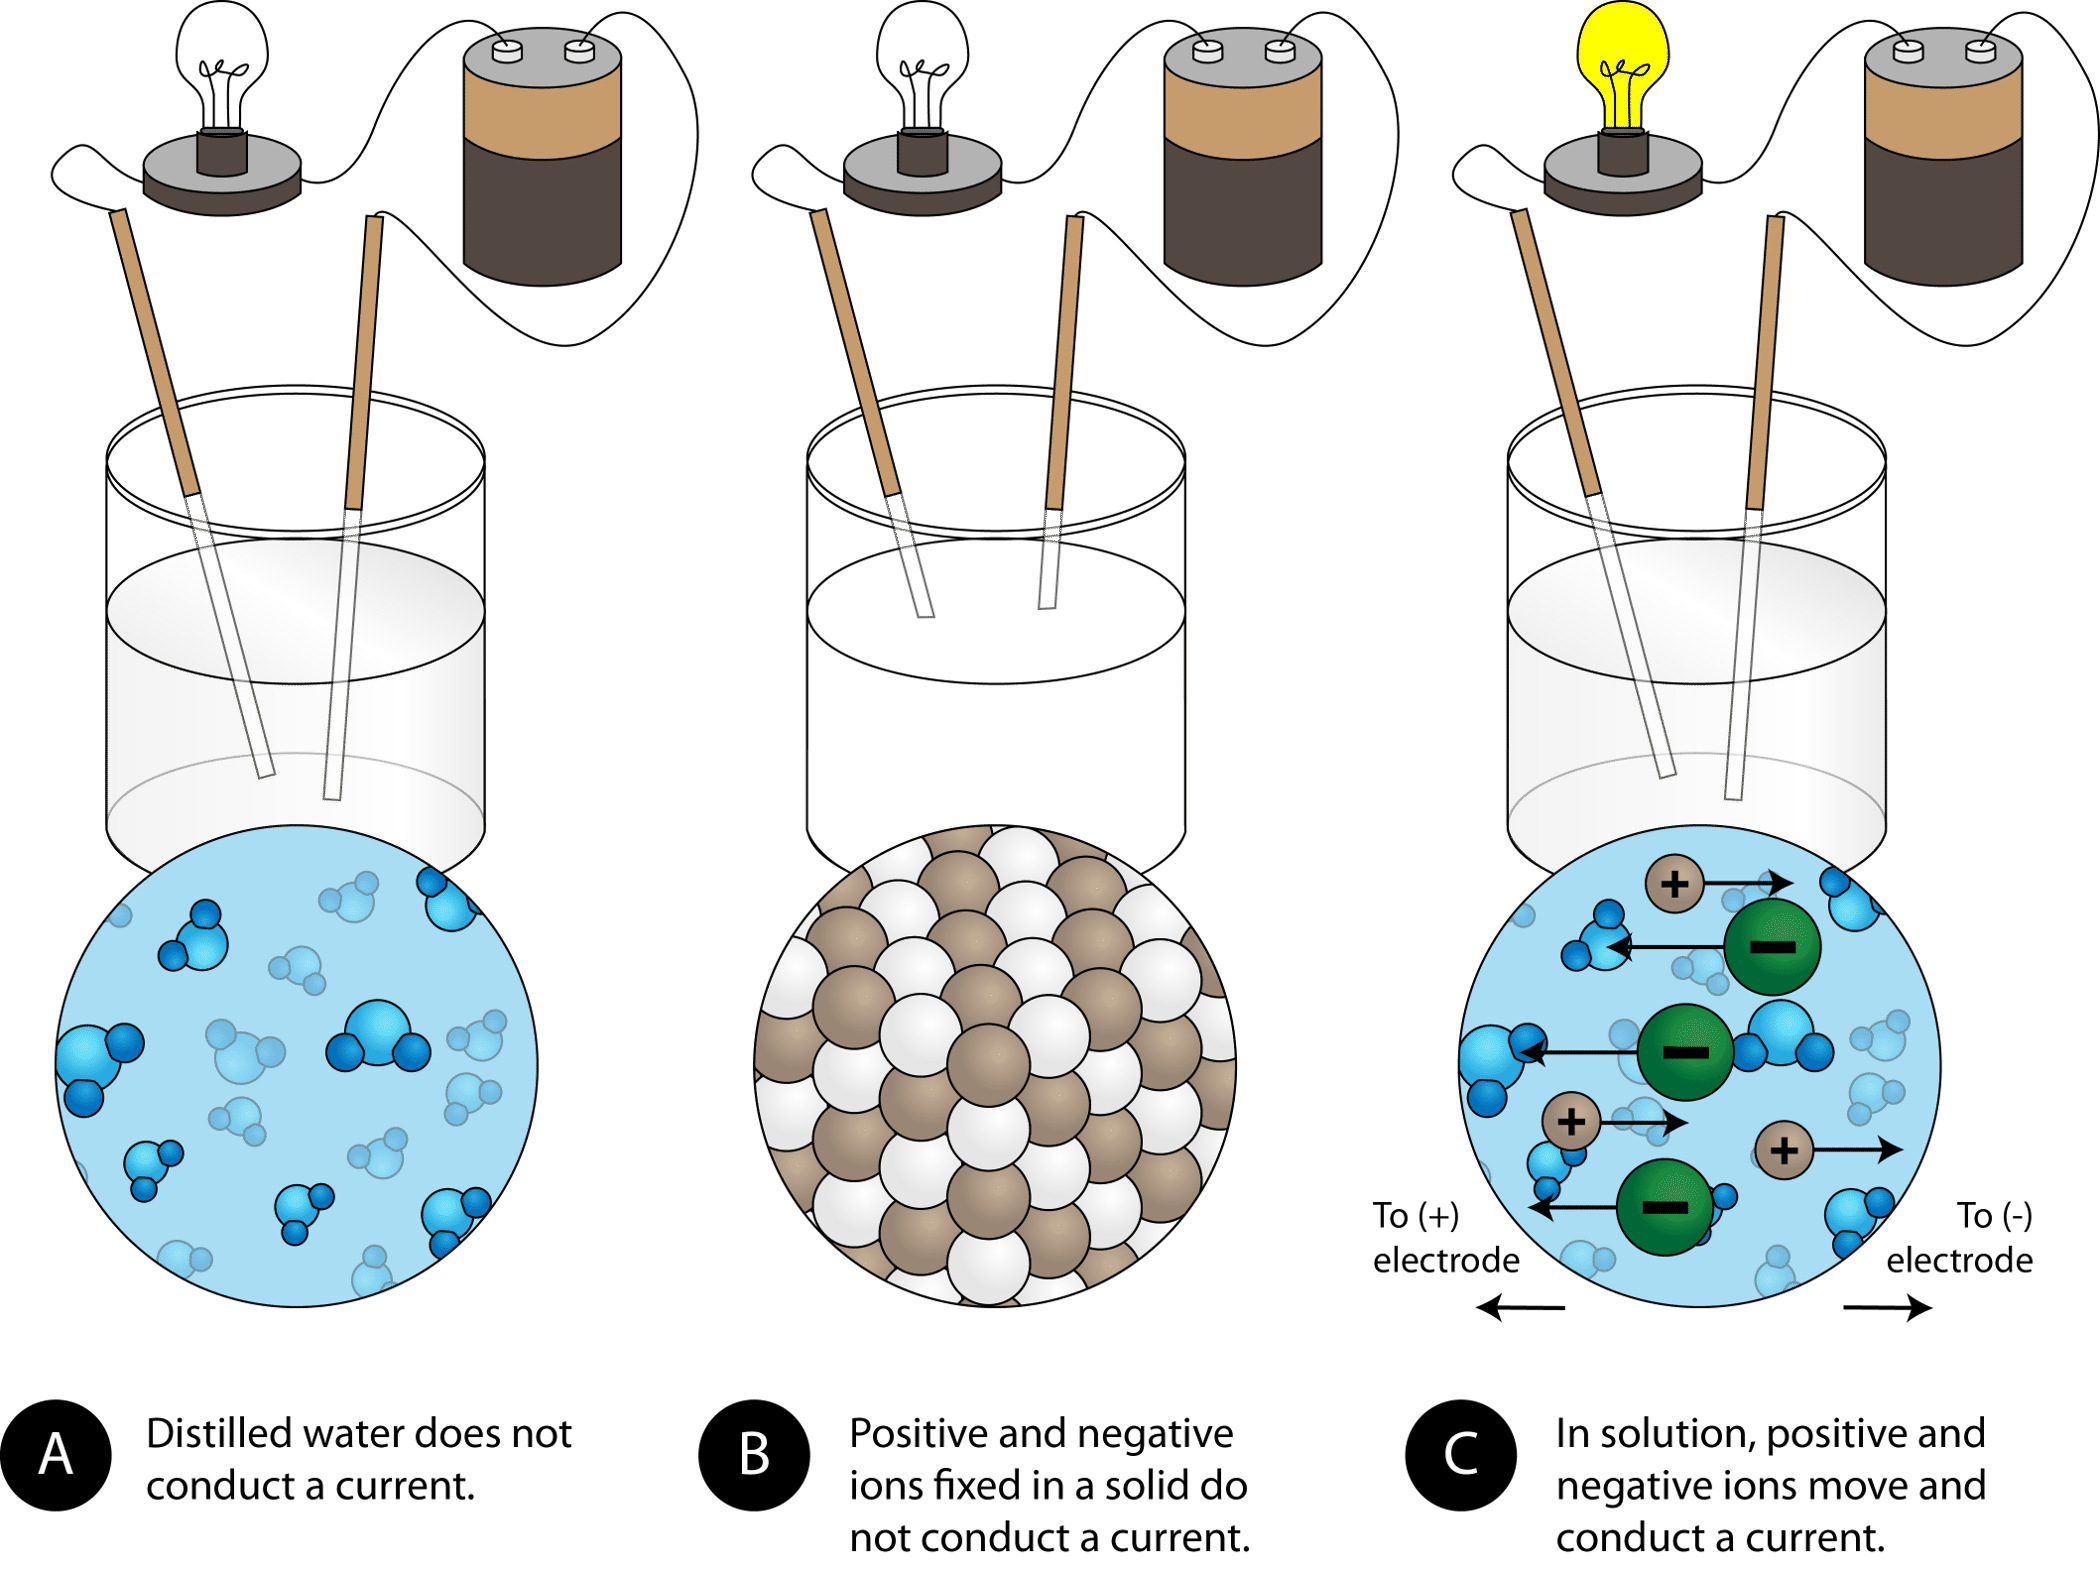 +
−
−
+
+
−
To (+)
electrode
To (-)
electrode
A
Distilled water does not
conduct a current.
B
Positive and negative
ions fixed in a solid do
not conduct a current.
C
In solution, positive and
negative ions move and
conduct a current.